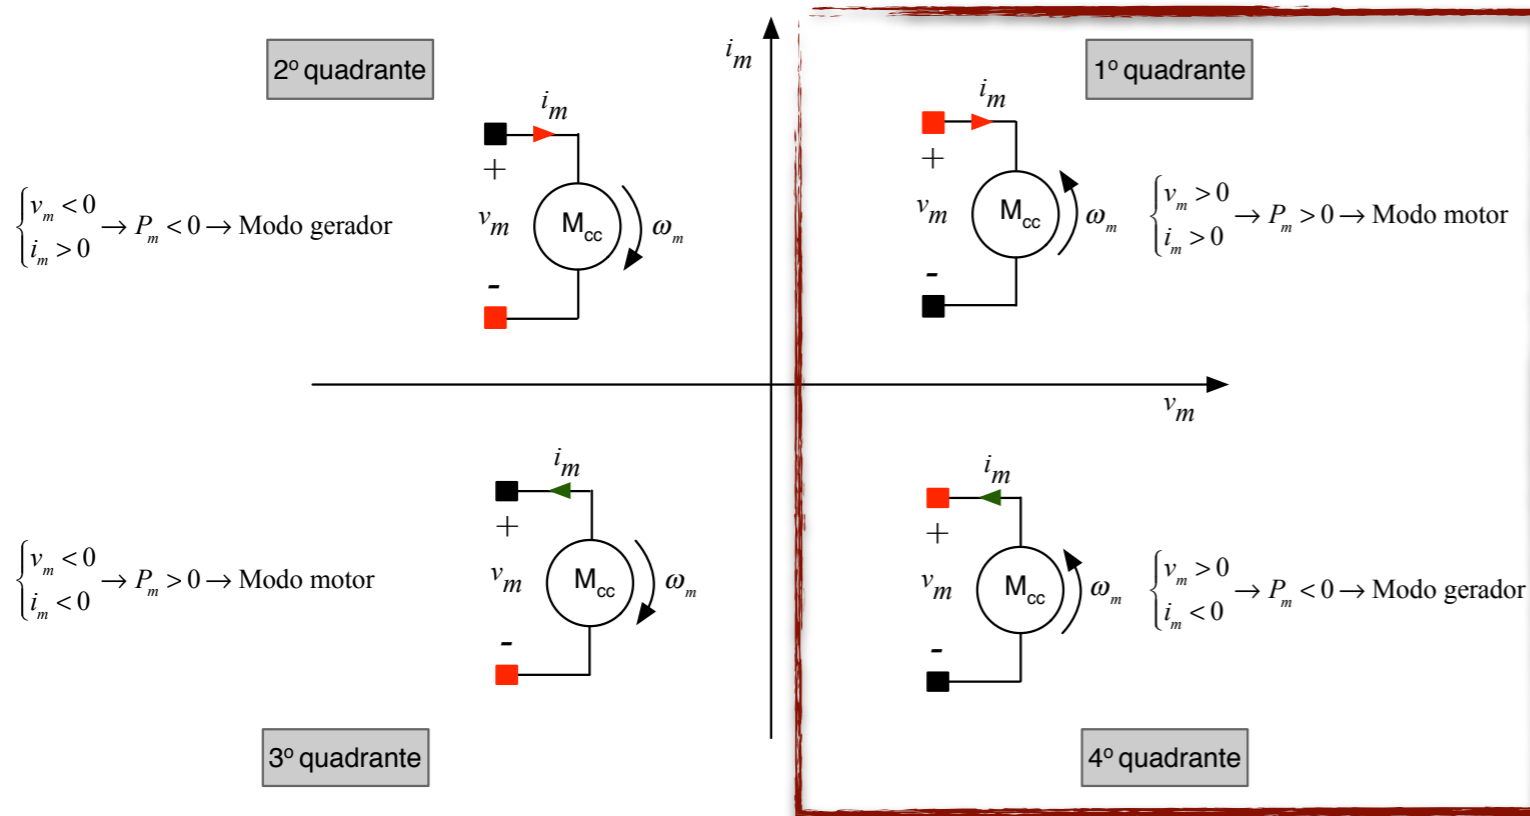 2º quadrante
i_m
+
v_m
-
M_cc
ω_m
{v_m < 0
i_m > 0 → P_m < 0 → Modo gerador
i_m
1º quadrante
i_m
+
v_m
-
M_cc
ω_m
{v_m > 0
i_m > 0 → P_m > 0 → Modo motor
v_m
i_m
+
v_m
-
M_cc
ω_m
{v_m < 0
i_m < 0 → P_m > 0 → Modo motor
3º quadrante
i_m
+
v_m
-
M_cc
ω_m
{v_m > 0
i_m < 0 → P_m < 0 → Modo gerador
4º quadrante